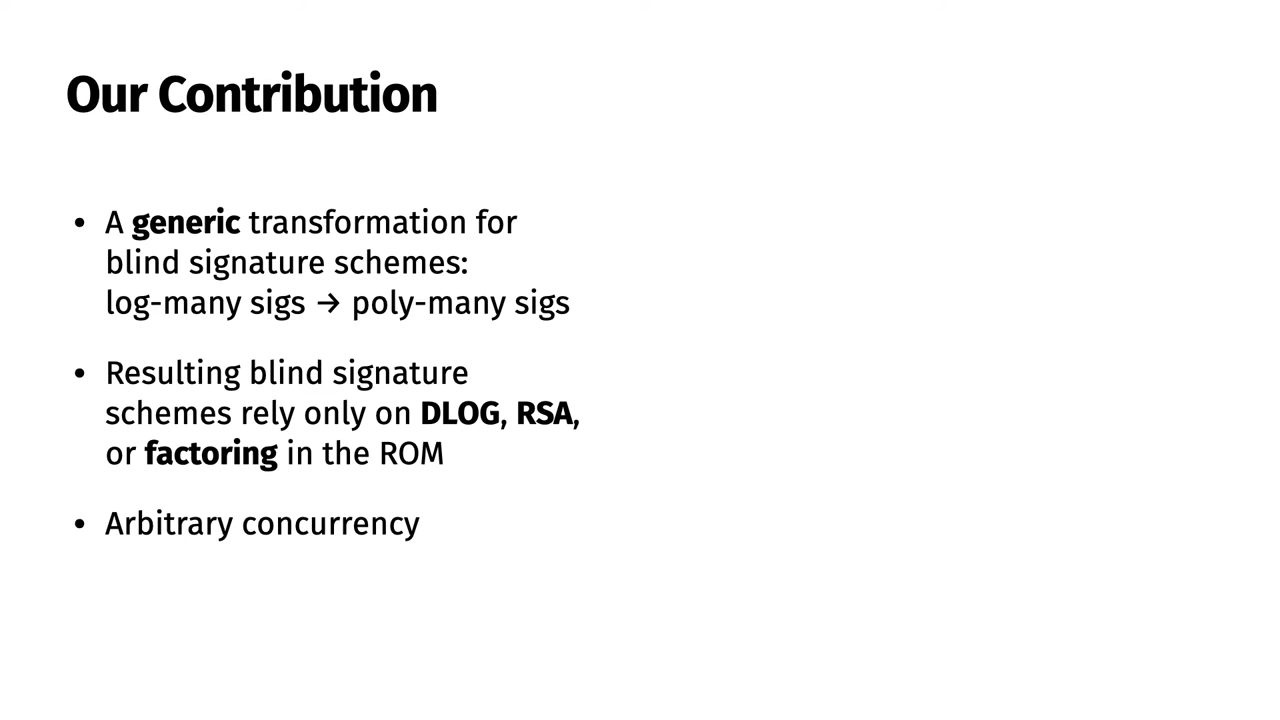 Our Contribution
• A generic transformation for
blind signature schemes:
log-many sigs → poly-many sigs
• Resulting blind signature
schemes rely only on DLOG, RSA,
or factoring in the ROM
• Arbitrary concurrency